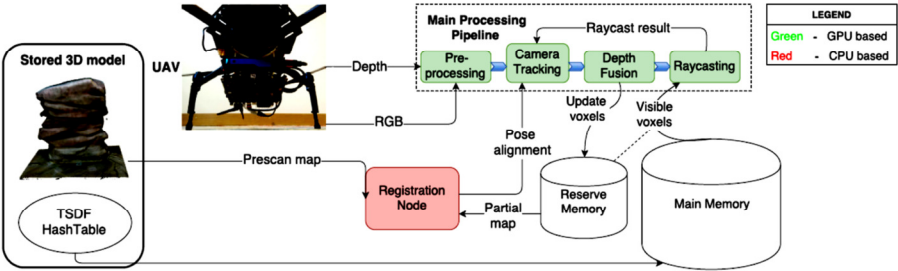 Stored 3D model
TSDF
HashTable
UAV
Depth
RGB
Prescan map
Main Processing
Pipeline
Raycast result
Pre-
processing
Camera
Tracking
Depth
Fusion
Raycasting
Update
voxels
Visible
voxels
Pose
alignment
Registration
Node
Partial
map
Reserve
Memory
Main Memory
LEGEND
Green - GPU based
Red - CPU based